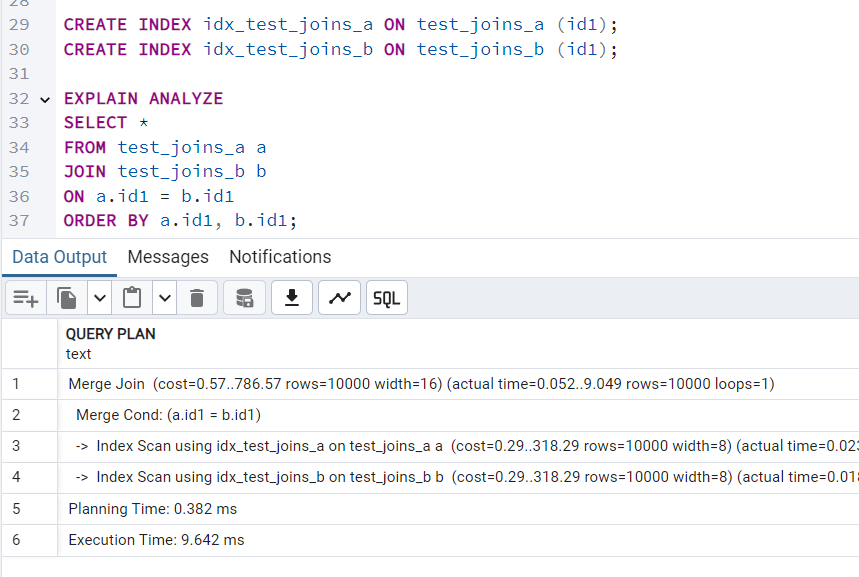 28
29 CREATE INDEX idx_test_joins_a ON test_joins_a (id1);
30 CREATE INDEX idx_test_joins_b ON test_joins_b (id1);
31
32 EXPLAIN ANALYZE
33 SELECT *
34 FROM test_joins_a a
35 JOIN test_joins_b b
36 ON a.id1 = b.id1
37 ORDER BY a.id1, b.id1;
Data Output Messages Notifications
SQL
QUERY PLAN
text
1 Merge Join (cost=0.57..786.57 rows=10000 width=16) (actual time=0.052..9.049 rows=10000 loops=1)
2 Merge Cond: (a.id1 = b.id1)
3 -> Index Scan using idx_test_joins_a on test_joins_a a (cost=0.29..318.29 rows=10000 width=8) (actual time=0.023
4 -> Index Scan using idx_test_joins_b on test_joins_b b (cost=0.29..318.29 rows=10000 width=8) (actual time=0.018
5 Planning Time: 0.382 ms
6 Execution Time: 9.642 ms